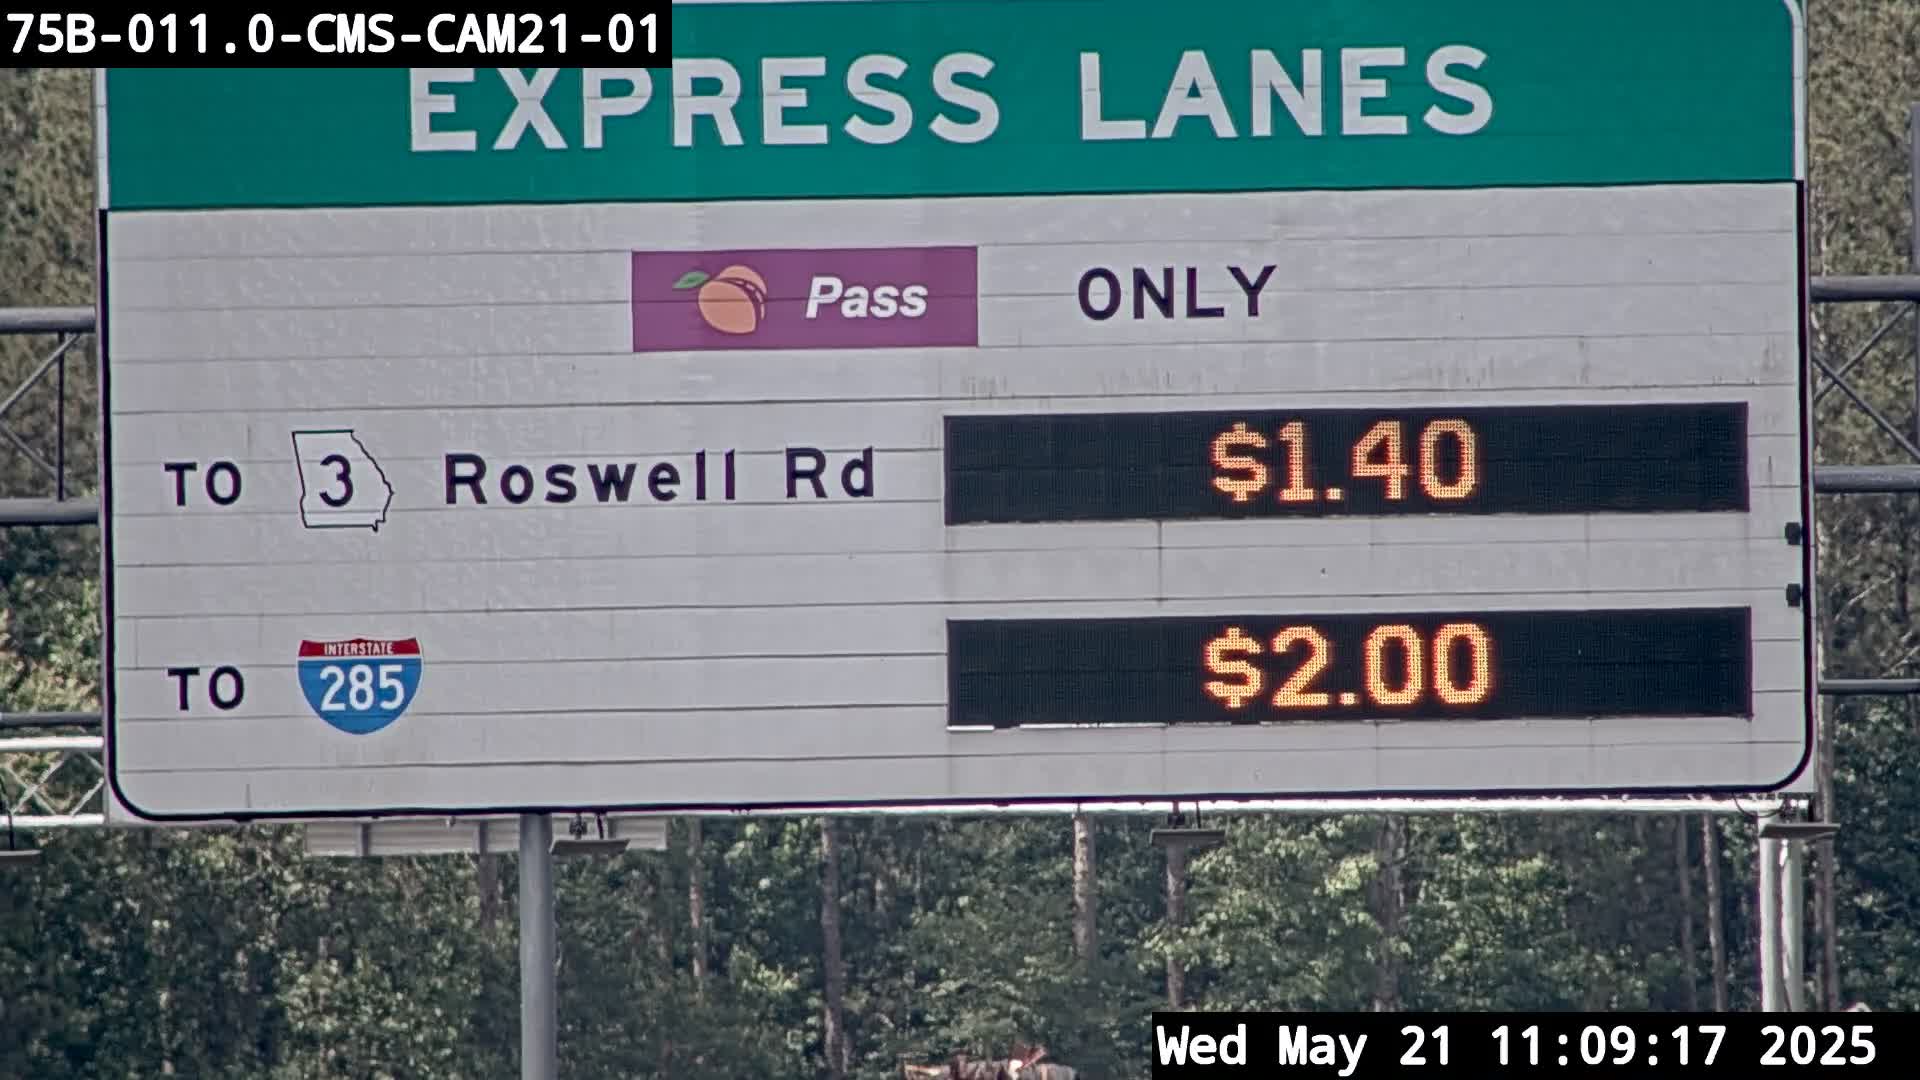 75B-011.0-CMS-CAM21-01
EXPRESS LANES
Pass ONLY
TO 3 Roswell Rd $1.40
TO INTERSTATE 285 $2.00
Wed May 21 11:09:17 2025